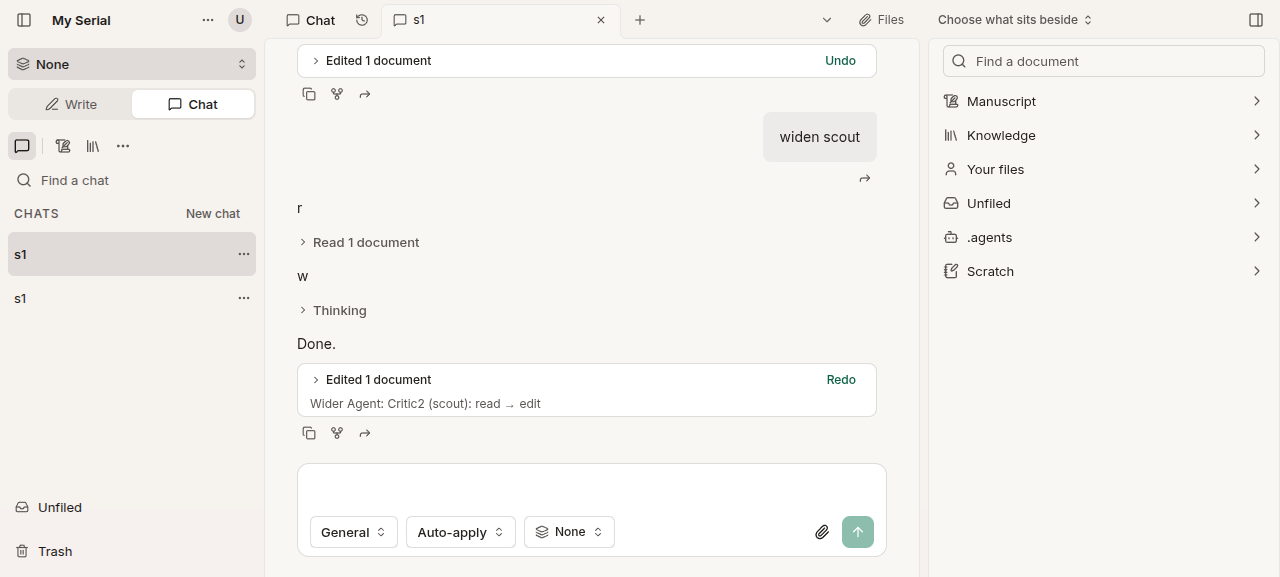 My Serial
U
None
Write
Chat
Find a chat
CHATS
New chat
s1
s1
Unfiled
Trash
Chat
s1
Files
Edited 1 document
Undo
widen scout
r
Read 1 document
w
Thinking
Done.
Edited 1 document
Redo
Wider Agent: Critic2 (scout): read → edit
General
Auto-apply
None
Choose what sits beside
Find a document
Manuscript
Knowledge
Your files
Unfiled
.agents
Scratch